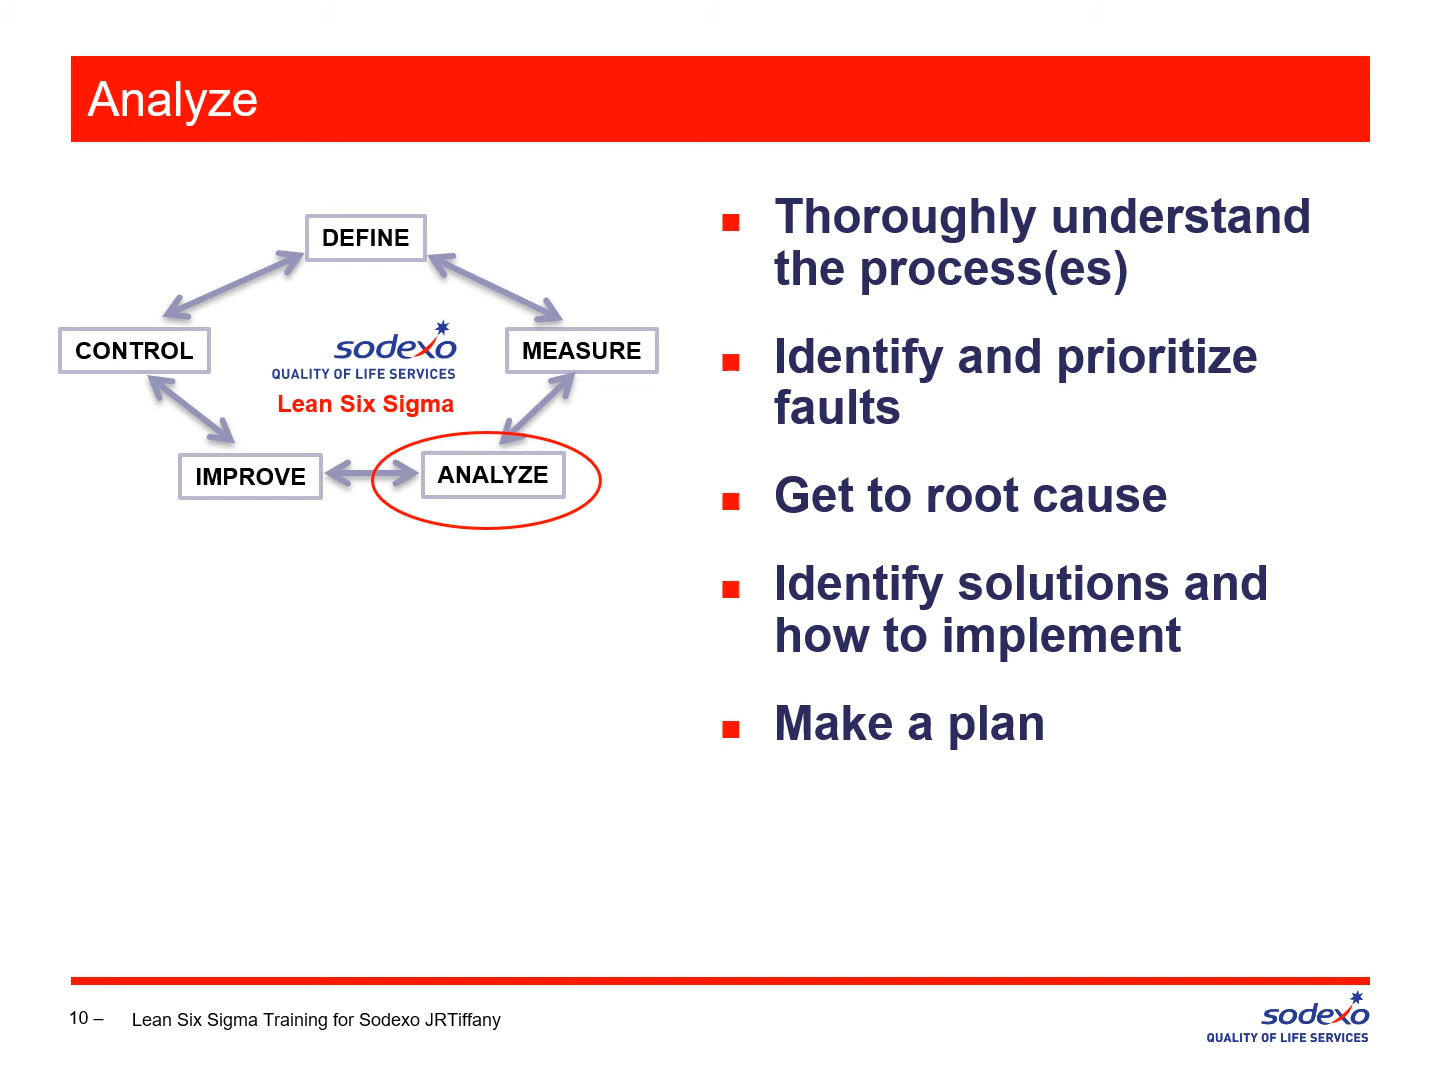 Analyze
DEFINE
CONTROL
sodexo
QUALITY OF LIFE SERVICES
Lean Six Sigma
MEASURE
IMPROVE
ANALYZE
Thoroughly understand
the process(es)
Identify and prioritize
faults
Get to root cause
Identify solutions and
how to implement
Make a plan
10 – Lean Six Sigma Training for Sodexo JRTiffany
sodexo
QUALITY OF LIFE SERVICES